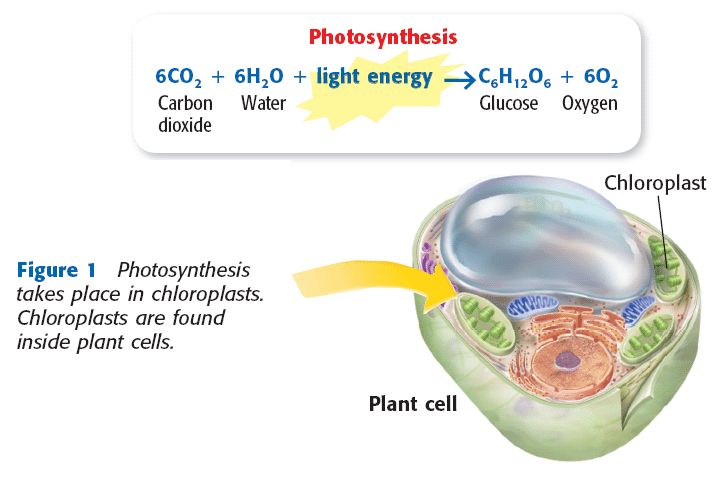 Photosynthesis
6CO₂ + 6H₂O + light energy → C₆H₁₂O₆ + 6O₂
Carbon dioxide Water Glucose Oxygen
Chloroplast
Figure 1 Photosynthesis
takes place in chloroplasts.
Chloroplasts are found
inside plant cells.
Plant cell